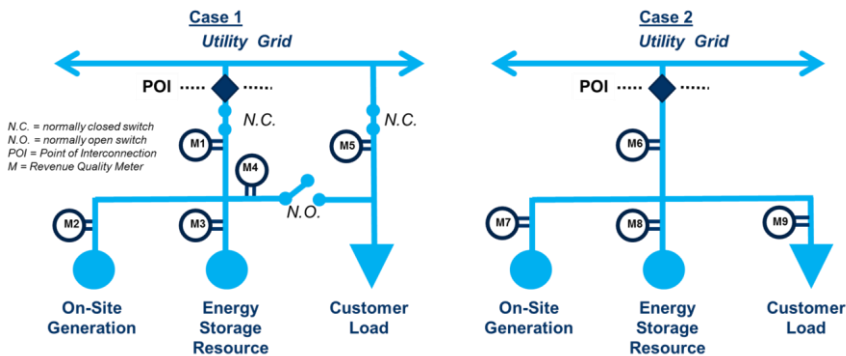 Case 1
Utility Grid
POI
N.C.
N.C.
N.C. = normally closed switch
N.O. = normally open switch
POI = Point of Interconnection
M = Revenue Quality Meter
M1
M5
M4
N.O.
M2
M3
On-Site
Generation
Energy
Storage
Resource
Customer
Load
Case 2
Utility Grid
POI
M6
M7
M8
M9
On-Site
Generation
Energy
Storage
Resource
Customer
Load